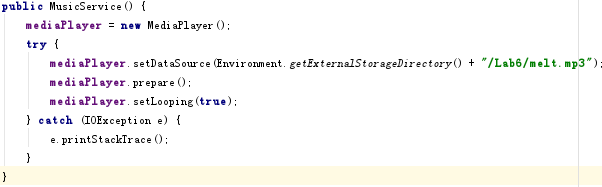 public MusicService() {
mediaPlayer = new MediaPlayer();
try {
mediaPlayer.setDataSource(Environment.getExternalStorageDirectory() + "/Lab6/melt.mp3");
mediaPlayer.prepare();
mediaPlayer.setLooping(true);
} catch (IOException e) {
e.printStackTrace();
}
}